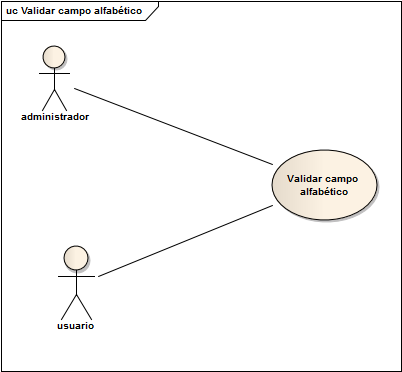 uc Validar campo alfabético
administrador
Validar campo
alfabético
usuario